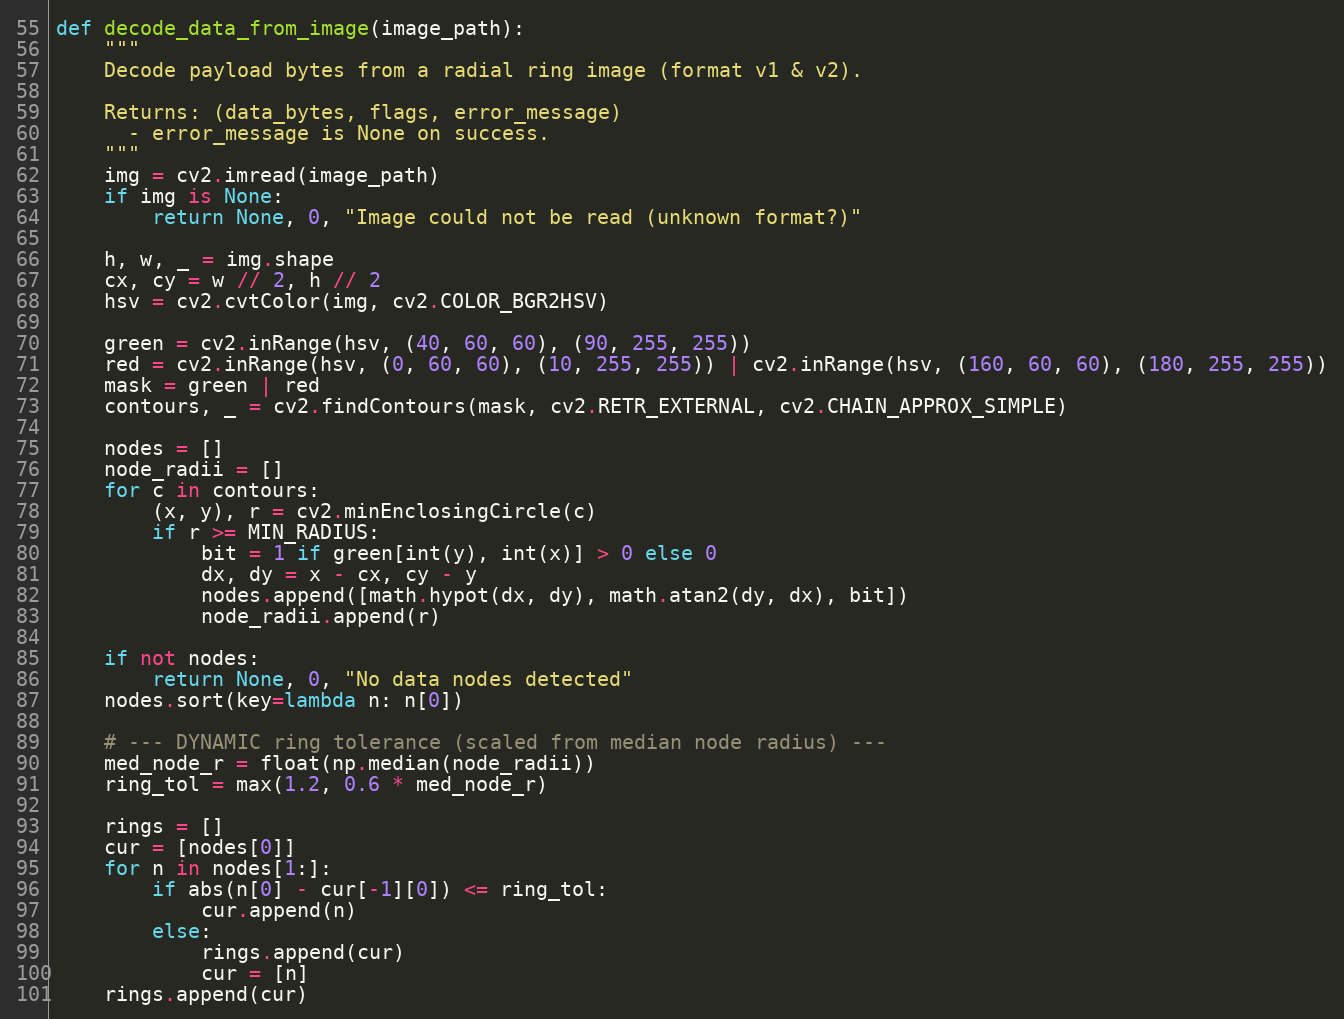 55 def decode_data_from_image(image_path):
56     """
57     Decode payload bytes from a radial ring image (format v1 & v2).
58
59     Returns: (data_bytes, flags, error_message)
60       - error_message is None on success.
61     """
62     img = cv2.imread(image_path)
63     if img is None:
64         return None, 0, "Image could not be read (unknown format?)"
65
66     h, w, _ = img.shape
67     cx, cy = w // 2, h // 2
68     hsv = cv2.cvtColor(img, cv2.COLOR_BGR2HSV)
69
70     green = cv2.inRange(hsv, (40, 60, 60), (90, 255, 255))
71     red = cv2.inRange(hsv, (0, 60, 60), (10, 255, 255)) | cv2.inRange(hsv, (160, 60, 60), (180, 255, 255))
72     mask = green | red
73     contours, _ = cv2.findContours(mask, cv2.RETR_EXTERNAL, cv2.CHAIN_APPROX_SIMPLE)
74
75     nodes = []
76     node_radii = []
77     for c in contours:
78         (x, y), r = cv2.minEnclosingCircle(c)
79         if r >= MIN_RADIUS:
80             bit = 1 if green[int(y), int(x)] > 0 else 0
81             dx, dy = x - cx, cy - y
82             nodes.append([math.hypot(dx, dy), math.atan2(dy, dx), bit])
83             node_radii.append(r)
84
85     if not nodes:
86         return None, 0, "No data nodes detected"
87     nodes.sort(key=lambda n: n[0])
88
89     # --- DYNAMIC ring tolerance (scaled from median node radius) ---
90     med_node_r = float(np.median(node_radii))
91     ring_tol = max(1.2, 0.6 * med_node_r)
92
93     rings = []
94     cur = [nodes[0]]
95     for n in nodes[1:]:
96         if abs(n[0] - cur[-1][0]) <= ring_tol:
97             cur.append(n)
98         else:
99             rings.append(cur)
100             cur = [n]
101     rings.append(cur)